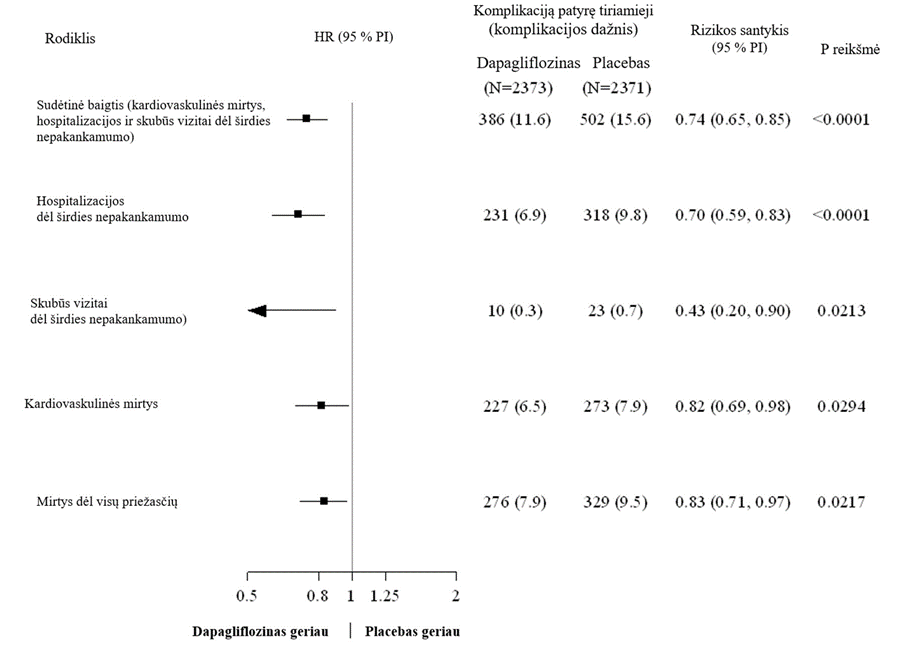 Komplikaciją patyrę tiriamieji
(komplikacijos dažnis)
Rodiklis
HR (95 % PI)
Rizikos santykis
(95 % PI)
P reikšmė
Dapagliflozinas Placebas
(N=2373) (N=2371)
Sudėtinė baigtis (kardiovaskulinės mirtys,
hospitalizacijos ir skubūs vizitai dėl širdies
nepakankamumo)
386 (11.6) 502 (15.6) 0.74 (0.65, 0.85) <0.0001
Hospitalizacijos
dėl širdies nepakankamumo
231 (6.9) 318 (9.8) 0.70 (0.59, 0.83) <0.0001
Skubūs vizitai
dėl širdies nepakankamumo)
10 (0.3) 23 (0.7) 0.43 (0.20, 0.90) 0.0213
Kardiovaskulinės mirtys
227 (6.5) 273 (7.9) 0.82 (0.69, 0.98) 0.0294
Mirtys dėl visų priežasčių
276 (7.9) 329 (9.5) 0.83 (0.71, 0.97) 0.0217
0.5 0.8 1 1.25 2
Dapagliflozinas geriau | Placebas geriau